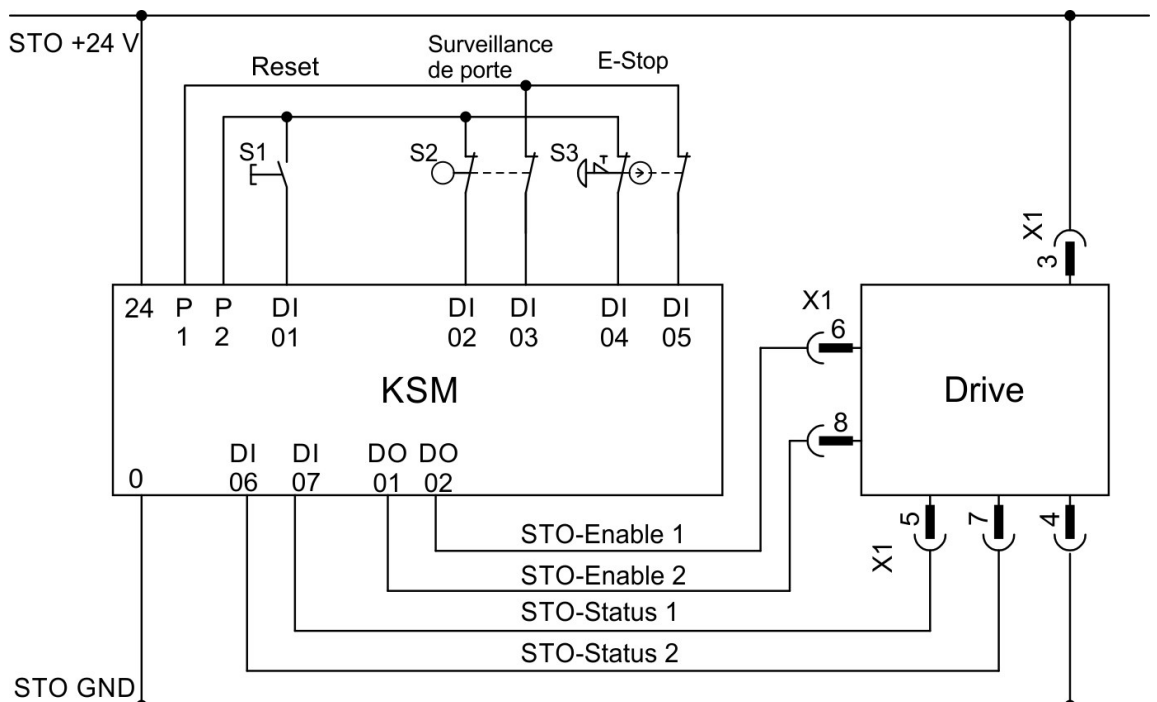 STO +24 V
Reset
Surveillance
de porte
E-Stop
S1
S2
S3
X1
3
24 P P DI DI DI DI DI
1 2 01 02 03 04 05
KSM
X1
6
8
Drive
0
DI DI DO DO
06 07 01 02
5 7 4
X1
STO-Enable 1
STO-Enable 2
STO-Status 1
STO-Status 2
STO GND